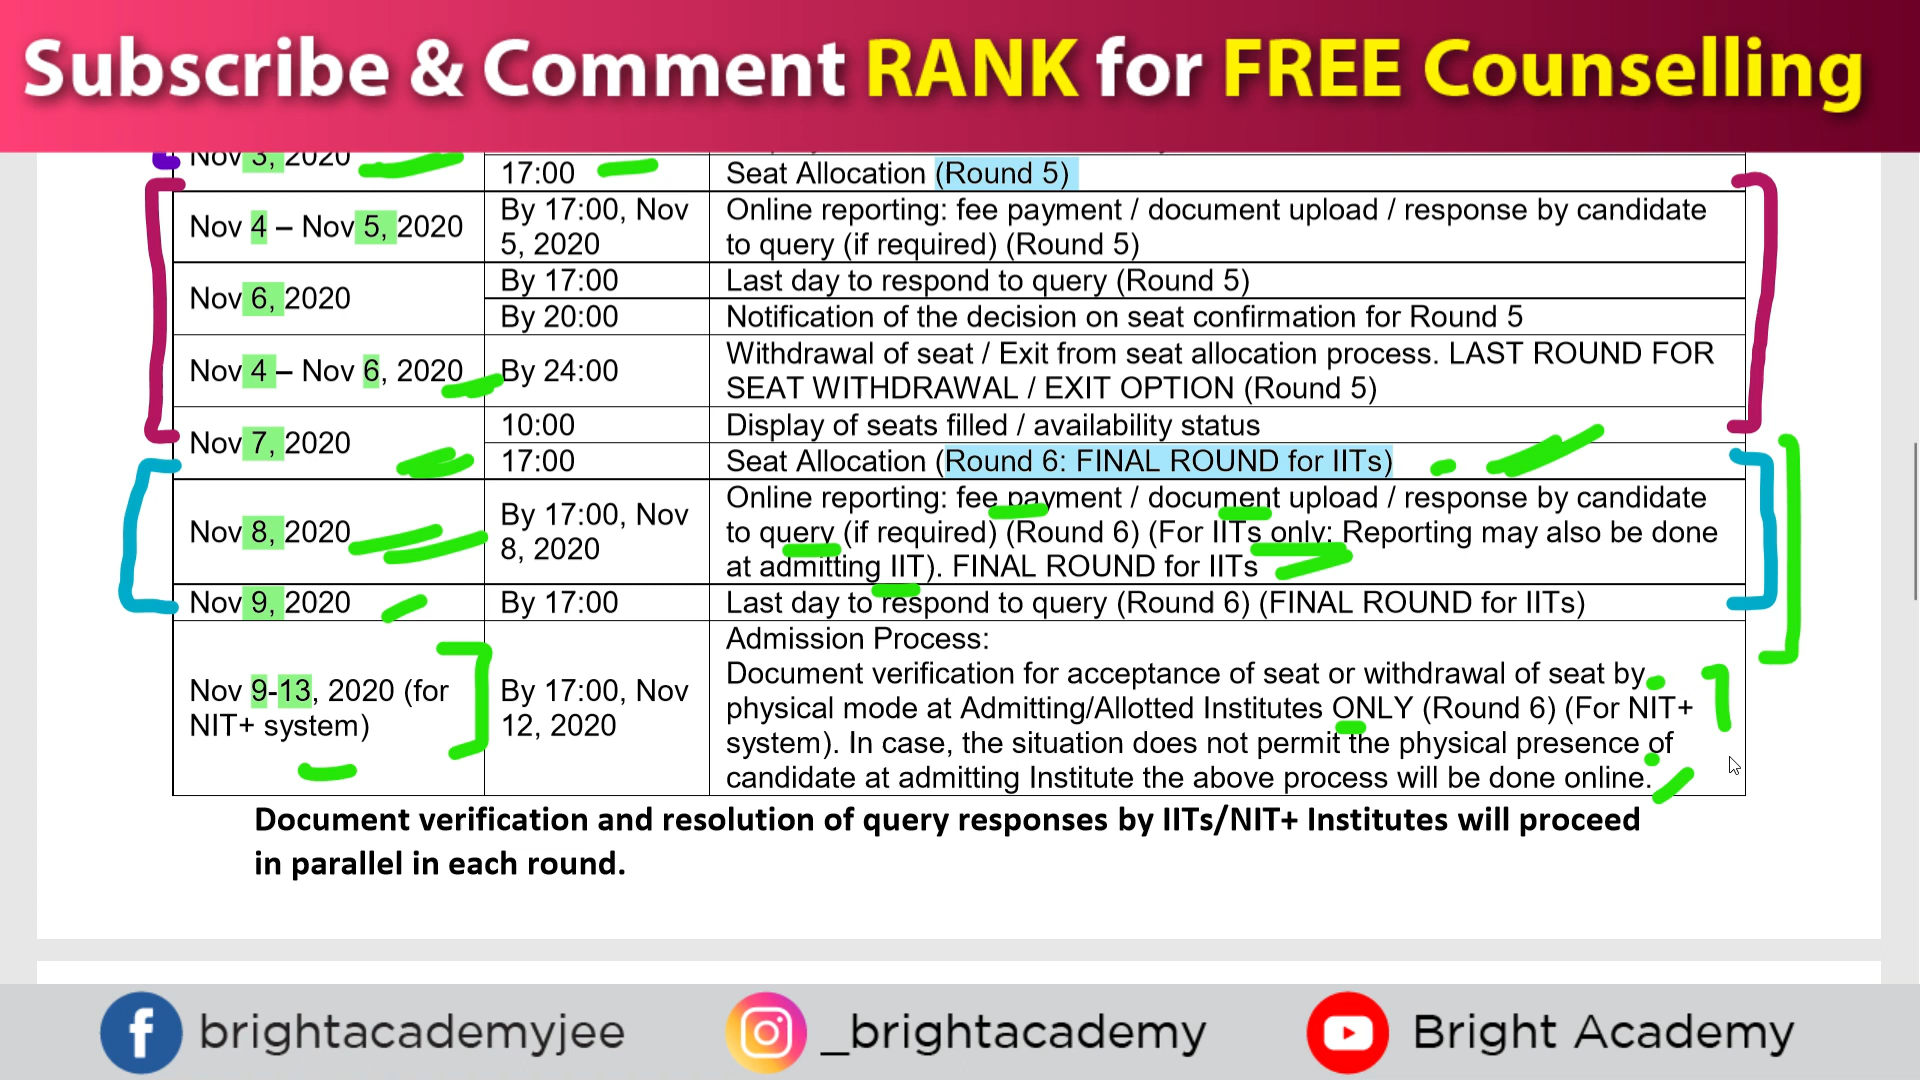 Subscribe & Comment RANK for FREE Counselling
Nov 3, 2020
17:00 Seat Allocation (Round 5)
Nov 4 – Nov 5, 2020
By 17:00, Nov
5, 2020
Online reporting: fee payment / document upload / response by candidate
to query (if required) (Round 5)
Nov 6, 2020
By 17:00 Last day to respond to query (Round 5)
By 20:00 Notification of the decision on seat confirmation for Round 5
Nov 4 – Nov 6, 2020
By 24:00
Withdrawal of seat / Exit from seat allocation process. LAST ROUND FOR
SEAT WITHDRAWAL / EXIT OPTION (Round 5)
Nov 7, 2020
10:00 Display of seats filled / availability status
17:00 Seat Allocation (Round 6: FINAL ROUND for IITs)
Nov 8, 2020
By 17:00, Nov
8, 2020
Online reporting: fee payment / document upload / response by candidate
to query (if required) (Round 6) (For IITs only: Reporting may also be done
at admitting IIT). FINAL ROUND for IITs
Nov 9, 2020 By 17:00 Last day to respond to query (Round 6) (FINAL ROUND for IITs)
Nov 9-13, 2020 (for
NIT+ system)
By 17:00, Nov
12, 2020
Admission Process:
Document verification for acceptance of seat or withdrawal of seat by
physical mode at Admitting/Allotted Institutes ONLY (Round 6) (For NIT+
system). In case, the situation does not permit the physical presence of
candidate at admitting Institute the above process will be done online.
Document verification and resolution of query responses by IITs/NIT+ Institutes will proceed
in parallel in each round.
brightacademyjee _brightacademy Bright Academy